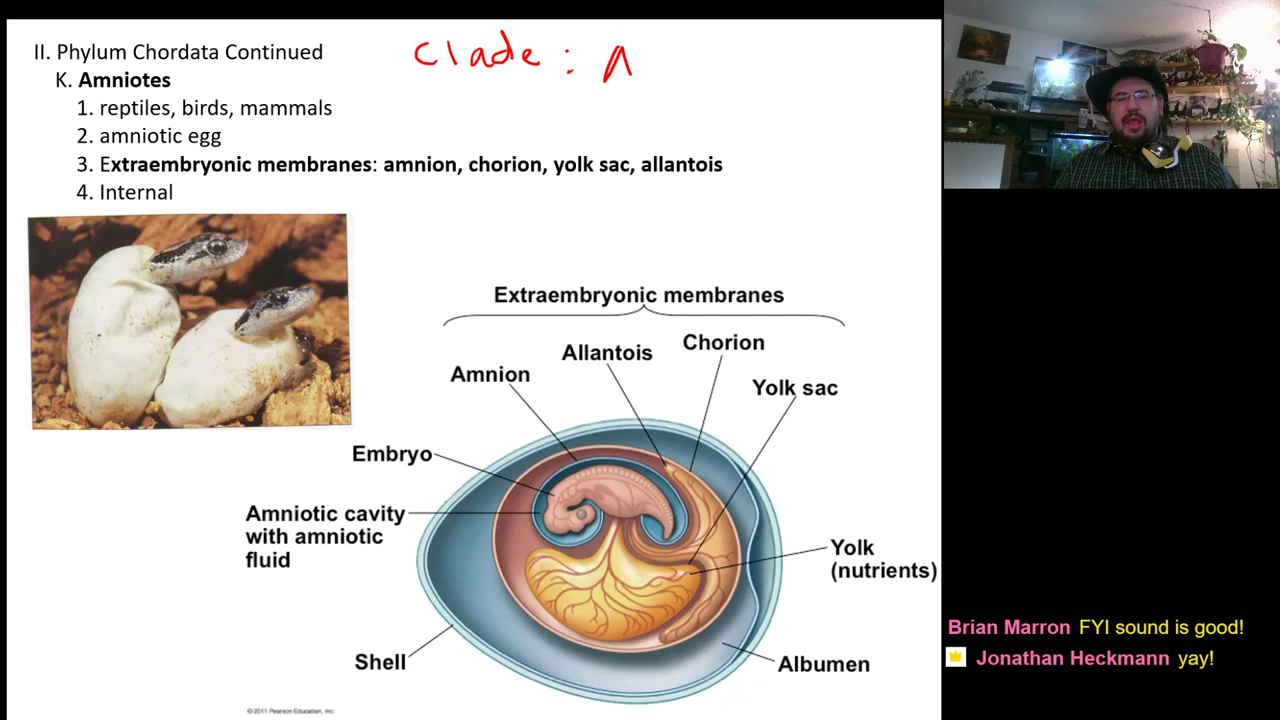 II. Phylum Chordata Continued
clade : A
K. Amniotes
1. reptiles, birds, mammals
2. amniotic egg
3. Extraembryonic membranes: amnion, chorion, yolk sac, allantois
4. Internal
Extraembryonic membranes
Chorion
Allantois
Amnion
Yolk sac
Embryo
Amniotic cavity
with amniotic
fluid
Yolk
(nutrients)
Shell
Albumen
© 2011 Pearson Education, Inc.
Brian Marron FYI sound is good!
Jonathan Heckmann yay!